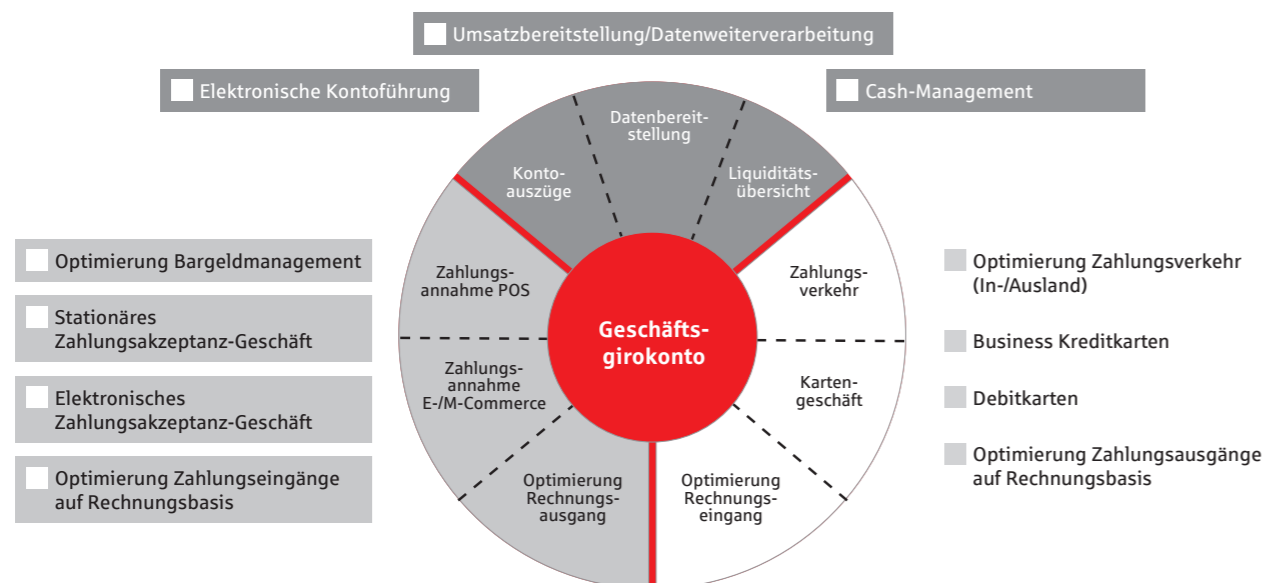 Umsatzbereitstellung/Datenweiterverarbeitung
Elektronische Kontoführung
Cash-Management
Datenbereit-
stellung
Konto-
auszüge
Liquiditäts-
übersicht
Optimierung Bargeldmanagement
Stationäres
Zahlungsakzeptanz-Geschäft
Elektronisches
Zahlungsakzeptanz-Geschäft
Optimierung Zahlungseingänge
auf Rechnungsbasis
Zahlungs-
annahme POS
Zahlungs-
annahme
E-/M-Commerce
Optimierung
Rechnungs-
ausgang
Geschäfts-
girokonto
Zahlungs-
verkehr
Karten-
geschäft
Optimierung
Rechnungs-
eingang
Optimierung Zahlungsverkehr
(In-/Ausland)
Business Kreditkarten
Debitkarten
Optimierung Zahlungsausgänge
auf Rechnungsbasis